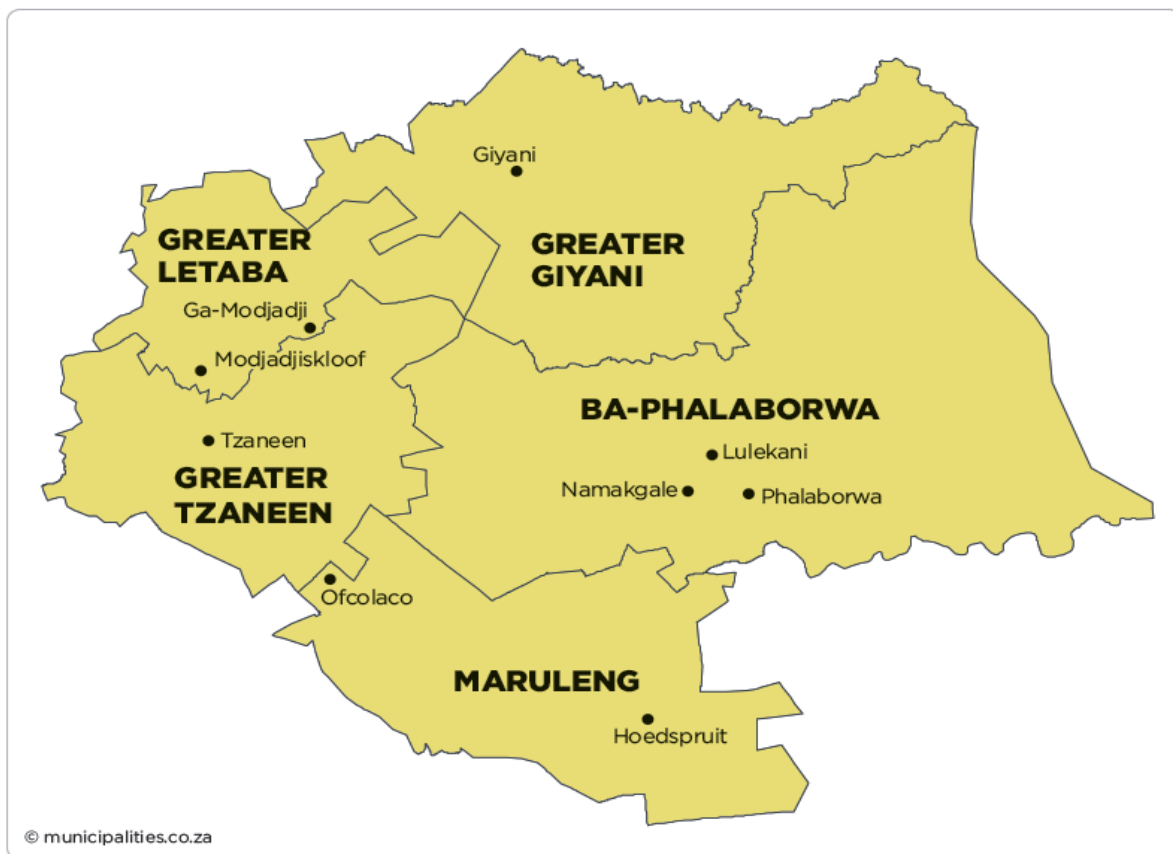 Giyani
GREATER
LETABA
GREATER
GIYANI
Ga-Modjadji
Modjadjiskloof
BA-PHALABORWA
Tzaneen
Lulekani
GREATER
TZANEEN
Namakgale
Phalaborwa
Ofcolaco
MARULENG
Hoedspruit
© municipalities.co.za